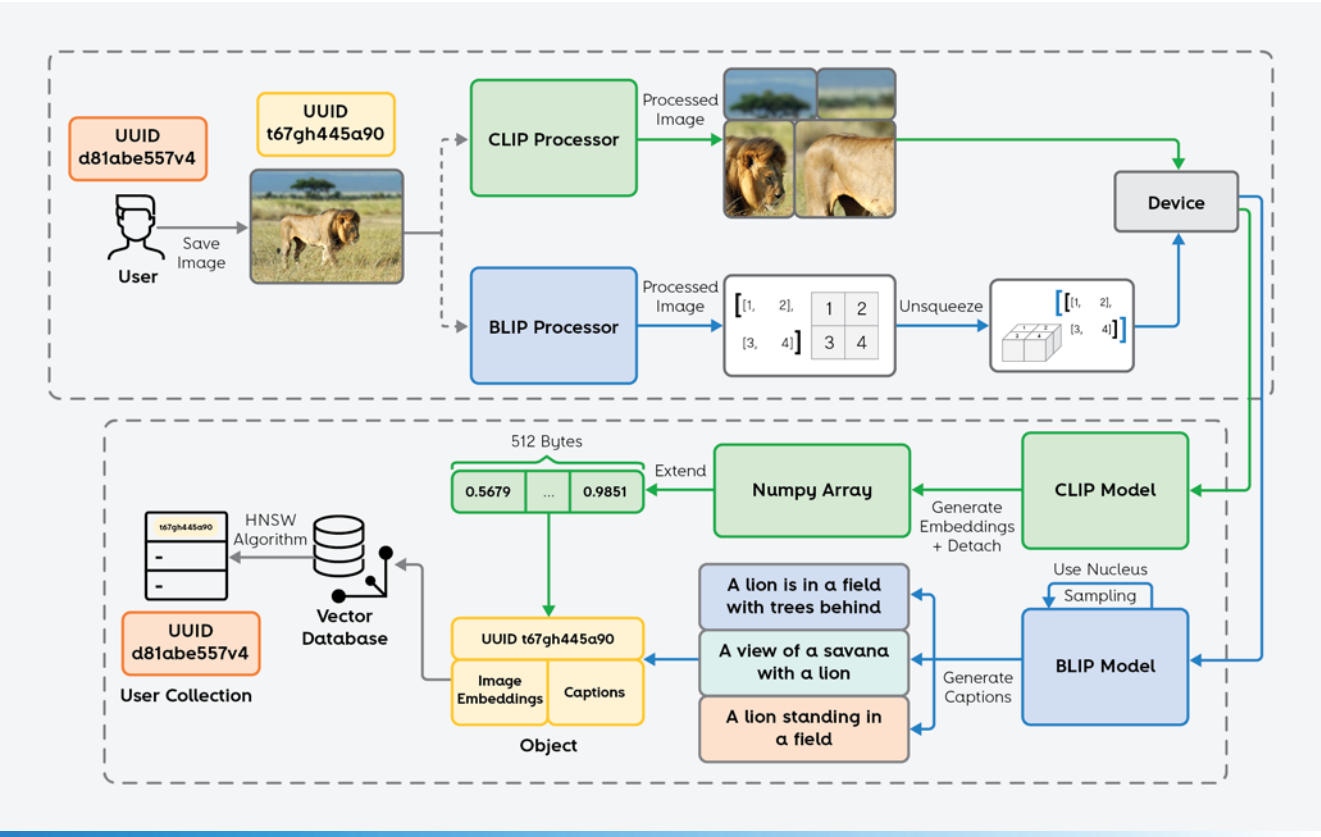 UUID
d81abe557v4
User
Save
Image
UUID
t67gh445a90
CLIP Processor
Processed
Image
BLIP Processor
Processed
Image
[[1, 2],
[3, 4]]
1 2
3 4
Unsqueeze
1 2
3 4
[[[1, 2],
[3, 4]]]
Device
CLIP Model
Generate
Embeddings
+ Detach
Numpy Array
Extend
512 Bytes
0.5679 ... 0.9851
Use Nucleus
Sampling
BLIP Model
Generate
Captions
A lion is in a field
with trees behind
A view of a savana
with a lion
A lion standing in
a field
UUID t67gh445a90
Image
Embeddings
Captions
Object
Vector
Database
HNSW
Algorithm
t67gh445a90
-
-
UUID
d81abe557v4
User Collection